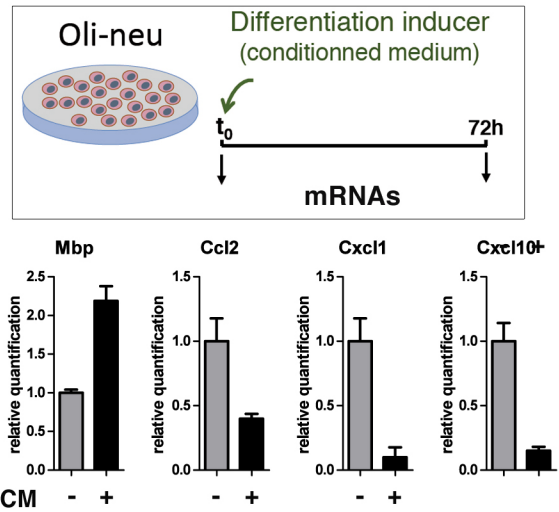 Oli-neu
Differentiation inducer
(conditionned medium)
t0
72h
mRNAs
Mbp
Ccl2
Cxcl1
Cxcl10
- +
relative quantification
2.5
2.0
1.5
1.0
0.5
0.0
relative quantification
1.5
1.0
0.5
0.0
relative quantification
1.5
1.0
0.5
0.0
relative quantification
1.5
1.0
0.5
0.0
CM - + - + - +